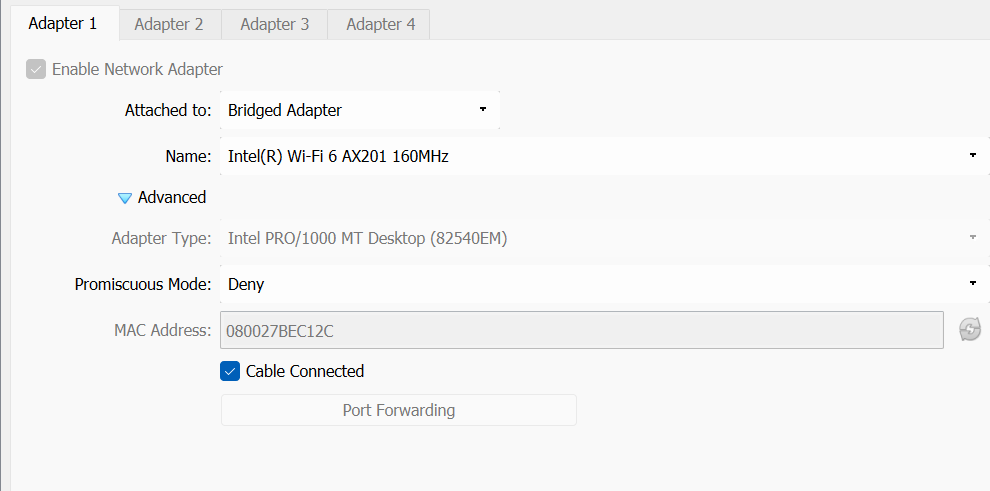 Adapter 1 Adapter 2 Adapter 3 Adapter 4
Enable Network Adapter
Attached to: Bridged Adapter
Name: Intel(R) Wi-Fi 6 AX201 160MHz
Advanced
Adapter Type: Intel PRO/1000 MT Desktop (82540EM)
Promiscuous Mode: Deny
MAC Address: 080027BEC12C
Cable Connected
Port Forwarding